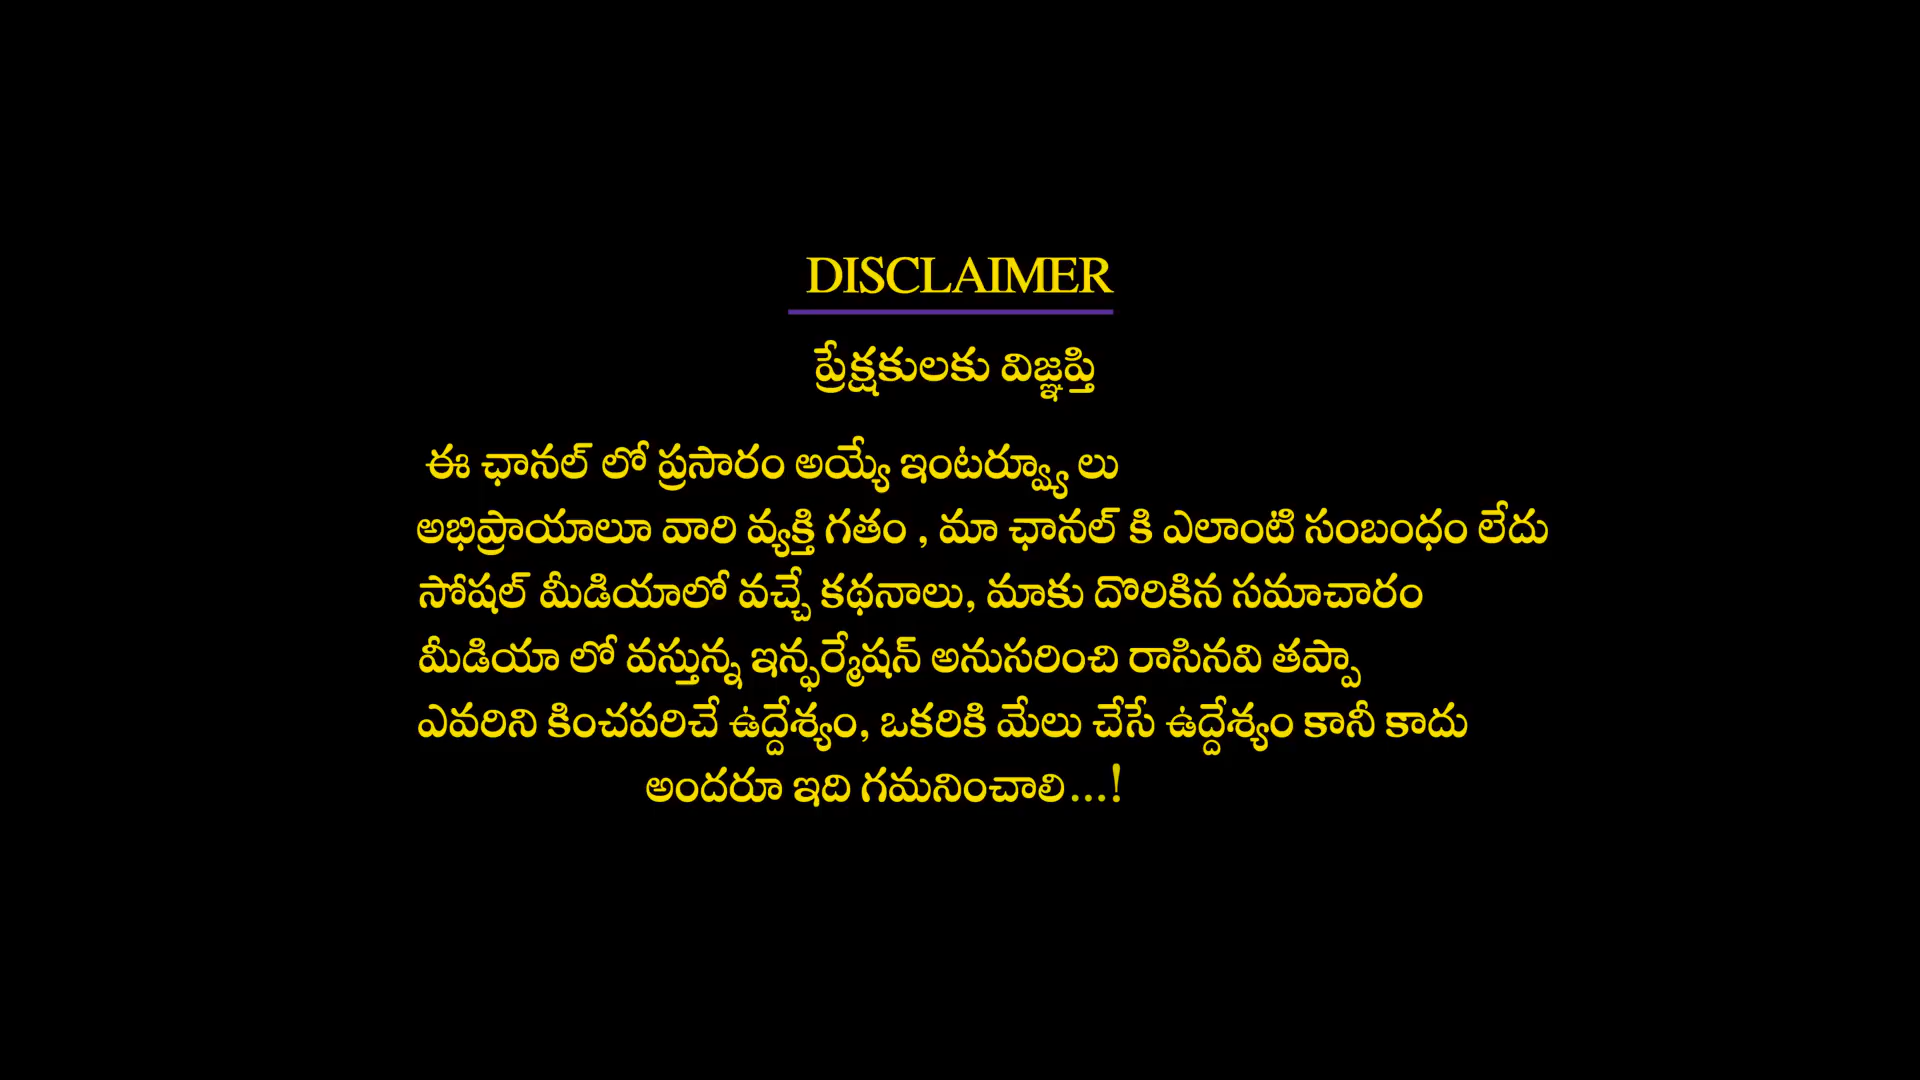 DISCLAIMER
ప్రేక్షకులకు విజ్ఞప్తి
ఈ ఛానల్ లో ప్రసారం అయ్యే ఇంటర్వ్యూ లు
అభిప్రాయాలూ వారి వ్యక్తి గతం , మా ఛానల్ కి ఎలాంటి సంబంధం లేదు
సోషల్ మీడియాలో వచ్చే కథనాలు, మాకు దొరికిన సమాచారం
మీడియా లో వస్తున్న ఇన్ఫర్మేషన్ అనుసరించి రాసినవి తప్పా
ఎవరిని కించపరిచే ఉద్దేశ్యం, ఒకరికి మేలు చేసే ఉద్దేశ్యం కానీ కాదు
అందరూ ఇది గమనించాలి...!